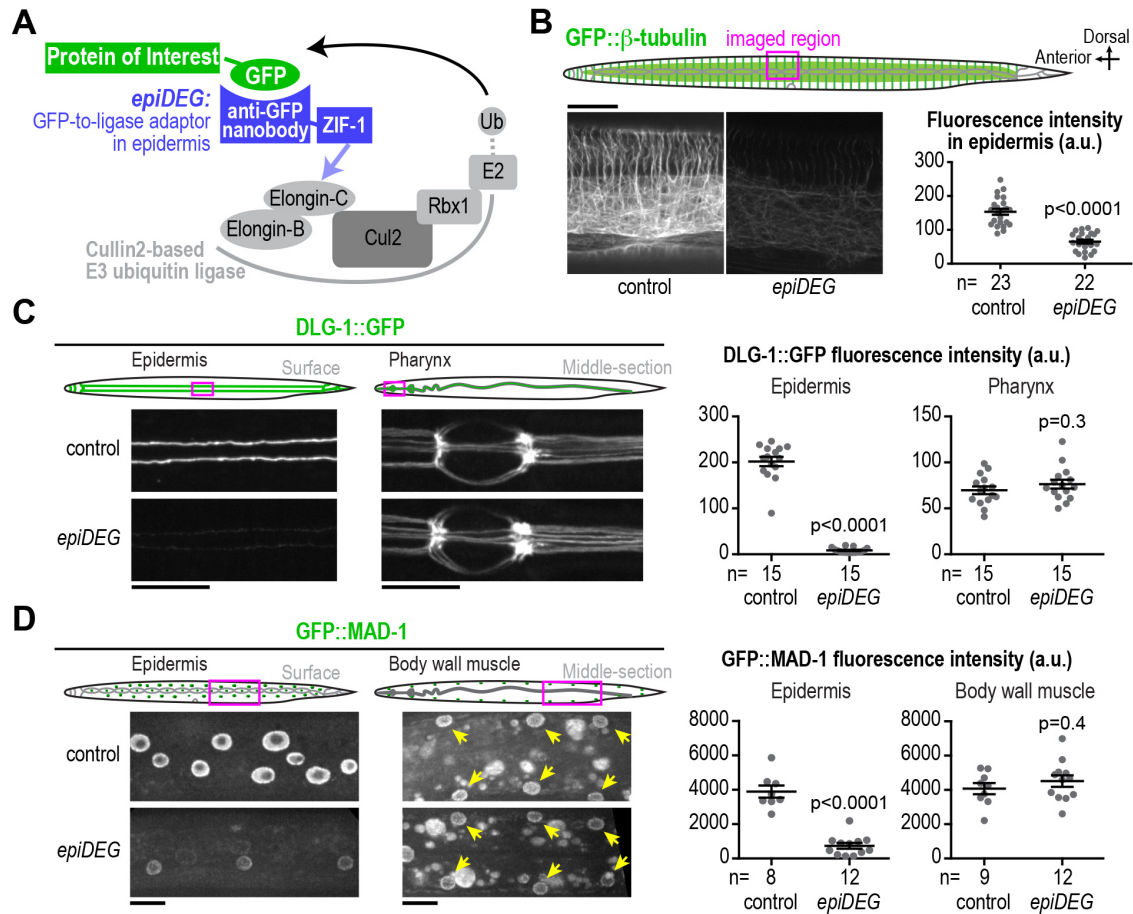 A
Protein of Interest
GFP
epiDEG:
GFP-to-ligase adaptor
in epidermis
anti-GFP
nanobody
ZIF-1
Ub
E2
Elongin-C
Rbx1
Elongin-B
Cul2
Cullin2-based
E3 ubiquitin ligase
B
GFP::β-tubulin
imaged region
Dorsal
Anterior
control
epiDEG
Fluorescence intensity
in epidermis (a.u.)
300
200
100
0
p<0.0001
n= 23 22
control epiDEG
C
DLG-1::GFP
Epidermis
Surface
Pharynx
Middle-section
control
epiDEG
DLG-1::GFP fluorescence intensity (a.u.)
Epidermis
300
200
100
0
p<0.0001
n= 15 15
control epiDEG
Pharynx
150
100
50
0
p=0.3
n= 15 15
control epiDEG
D
GFP::MAD-1
Epidermis
Surface
Body wall muscle
Middle-section
control
epiDEG
GFP::MAD-1 fluorescence intensity (a.u.)
Epidermis
8000
6000
4000
2000
0
p<0.0001
n= 8 12
control epiDEG
Body wall muscle
8000
6000
4000
2000
0
p=0.4
n= 9 12
control epiDEG